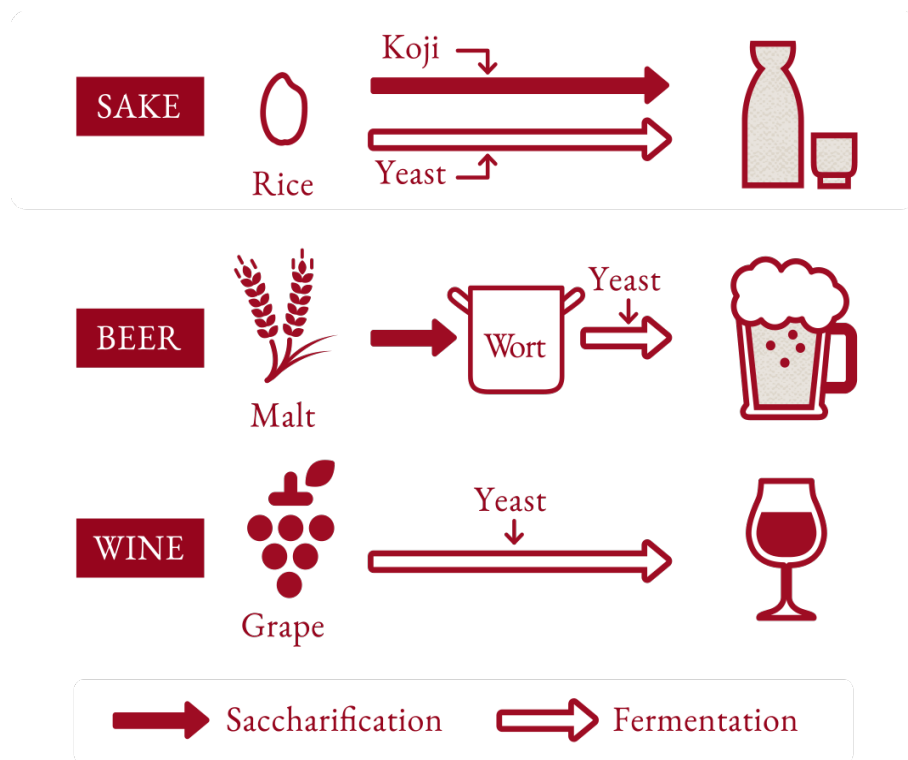 Koji
SAKE
Yeast
Rice
Yeast
BEER
Wort
Malt
Yeast
WINE
Grape
Saccharification
Fermentation